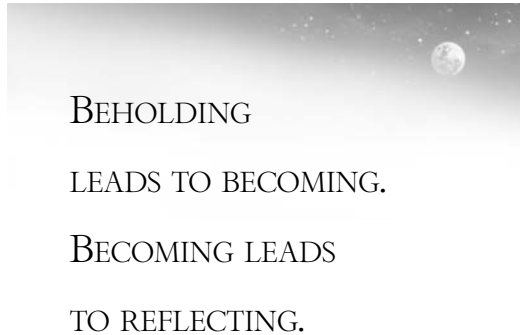 Beholding
leads to becoming.
Becoming leads
to reflecting.